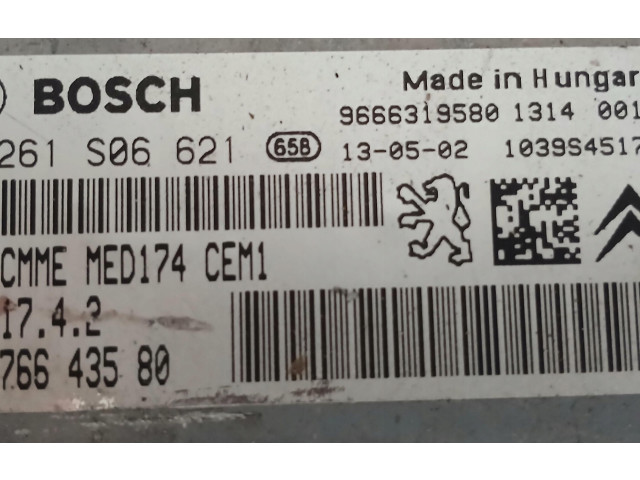 BOSCH
Made in Hungar
9666319580 1314 001
261 S06 621 658 13-05-02 1039S4517
CMME MED174 CEM1
17.4.2
766 435 80